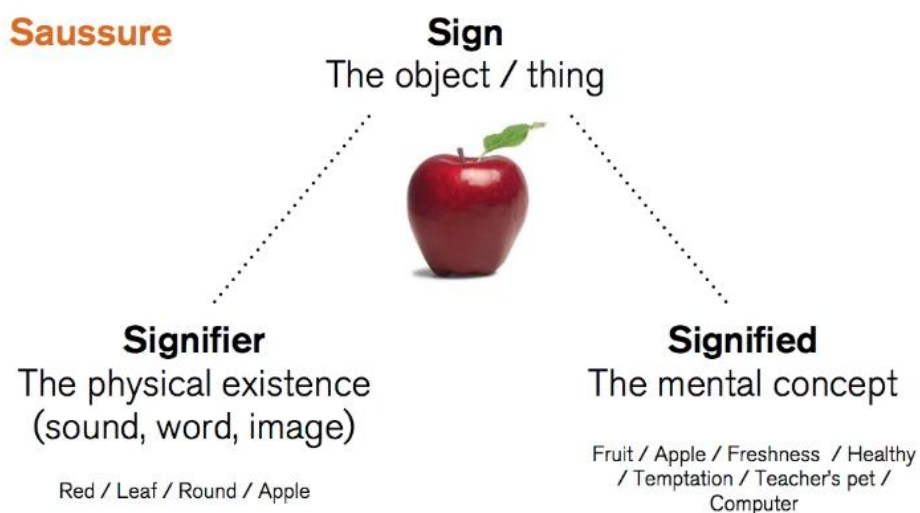 Saussure
Sign
The object / thing
Signifier
The physical existence
(sound, word, image)
Red / Leaf / Round / Apple
Signified
The mental concept
Fruit / Apple / Freshness / Healthy
/ Temptation / Teacher's pet /
Computer